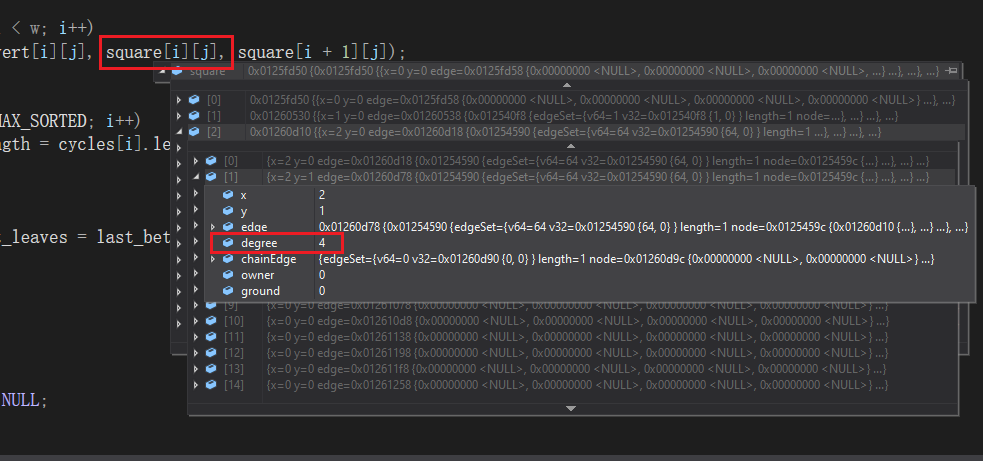 < w; i++)
vert[i][j], square[i][j], square[i + 1][j]);
square 0x0125fd50 {0x0125fd50 {{x=0 y=0 edge=0x0125fd58 {0x00000000 <NULL>, 0x00000000 <NULL>, ...} ...}, ...}, ...}
[0] 0x0125fd50 {{x=0 y=0 edge=0x0125fd58 {0x00000000 <NULL>, 0x00000000 <NULL>, 0x00000000 <NULL>, 0x00000000 <NULL> } ...}, ...}
[1] 0x01260530 {{x=1 y=0 edge=0x01260538 {0x012540f8 {edgeSet={v64=1 v32=0x012540f8 {1, 0} } length=1 node=...}, ...} ...}, ...}
[2] 0x01260d10 {{x=2 y=0 edge=0x01260d18 {0x01254590 {edgeSet={v64=64 v32=0x01254590 {64, 0} } length=1 ...}, ...} ...}, ...}
MAX_SORTED; i++)
ngth = cycles[i].le
[0] {x=2 y=0 edge=0x01260d18 {0x01254590 {edgeSet={v64=64 v32=0x01254590 {64, 0} } length=1 node=0x0125459c {...} ...}, ...} ...}
[1] {x=2 y=1 edge=0x01260d78 {0x01254590 {edgeSet={v64=64 v32=0x01254590 {64, 0} } length=1 node=0x0125459c {...} ...}, ...} ...}
x 2
y 1
edge 0x01260d78 {0x01254590 {edgeSet={v64=64 v32=0x01254590 {64, 0} } length=1 node=0x0125459c {0x01260d10 {...}, ...} ...}, ...}
t_leaves = last_bet
degree 4
chainEdge {edgeSet={v64=0 v32=0x01260d90 {0, 0} } length=1 node=0x01260d9c {0x00000000 <NULL>, 0x00000000 <NULL> } ...}
owner 0
ground 0
[9] {x=0 y=0 edge=0x01261078 {0x00000000 <NULL>, 0x00000000 <NULL>, 0x00000000 <NULL>, 0x00000000 <NULL> } ...}
[10] {x=0 y=0 edge=0x012610d8 {0x00000000 <NULL>, 0x00000000 <NULL>, 0x00000000 <NULL>, 0x00000000 <NULL> } ...}
[11] {x=0 y=0 edge=0x01261138 {0x00000000 <NULL>, 0x00000000 <NULL>, 0x00000000 <NULL>, 0x00000000 <NULL> } ...}
[12] {x=0 y=0 edge=0x01261198 {0x00000000 <NULL>, 0x00000000 <NULL>, 0x00000000 <NULL>, 0x00000000 <NULL> } ...}
[13] {x=0 y=0 edge=0x012611f8 {0x00000000 <NULL>, 0x00000000 <NULL>, 0x00000000 <NULL>, 0x00000000 <NULL> } ...}
[14] {x=0 y=0 edge=0x01261258 {0x00000000 <NULL>, 0x00000000 <NULL>, 0x00000000 <NULL>, 0x00000000 <NULL> } ...}
NULL;